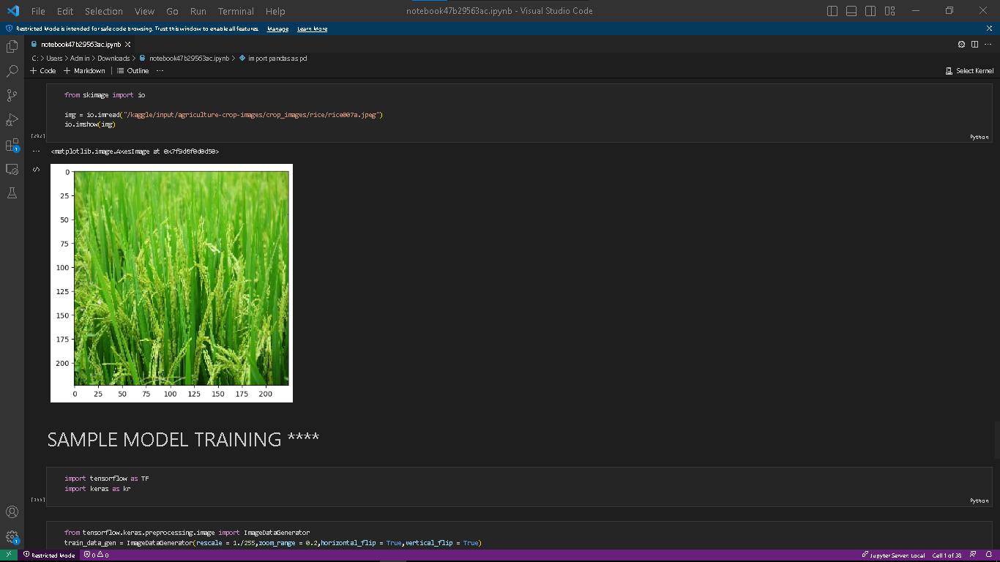 File Edit Selection View Go Run Terminal Help notebook47b29563ac.ipynb - Visual Studio Code
Restricted Mode is intended for safe code browsing. Trust this window to enable all features. Manage Learn More
notebook47b29563ac.ipynb
C: > Users > Admin > Downloads > notebook47b29563ac.ipynb > import pandas as pd
+ Code + Markdown Outline ... Select Kernel
from skimage import io
img = io.imread("/kaggle/input/agriculture-crop-images/crop_images/rice/rice007a.jpeg")
io.imshow(img)
[292]
Python
<matplotlib.image.AxesImage at 0x7f9d6f0d0d50>
0
25
50
75
100
125
150
175
200
0 25 50 75 100 125 150 175 200
SAMPLE MODEL TRAINING ****
import tensorflow as TF
import keras as kr
Python
from tensorflow.keras.preprocessing.image import ImageDataGenerator
train_data_gen = ImageDataGenerator(rescale = 1./255,zoom_range = 0.2,horizontal_flip = True,vertical_flip = True)
Restricted Mode 0 0 Jupyter Server: Local Cell 1 of 38